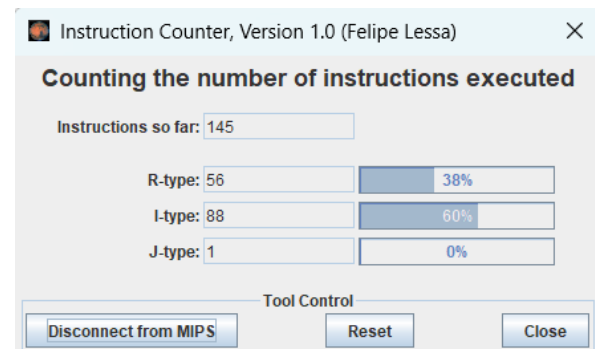 Instruction Counter, Version 1.0 (Felipe Lessa)
Counting the number of instructions executed
Instructions so far: 145
R-type: 56 38%
I-type: 88 60%
J-type: 1 0%
Tool Control
Disconnect from MIPS Reset Close